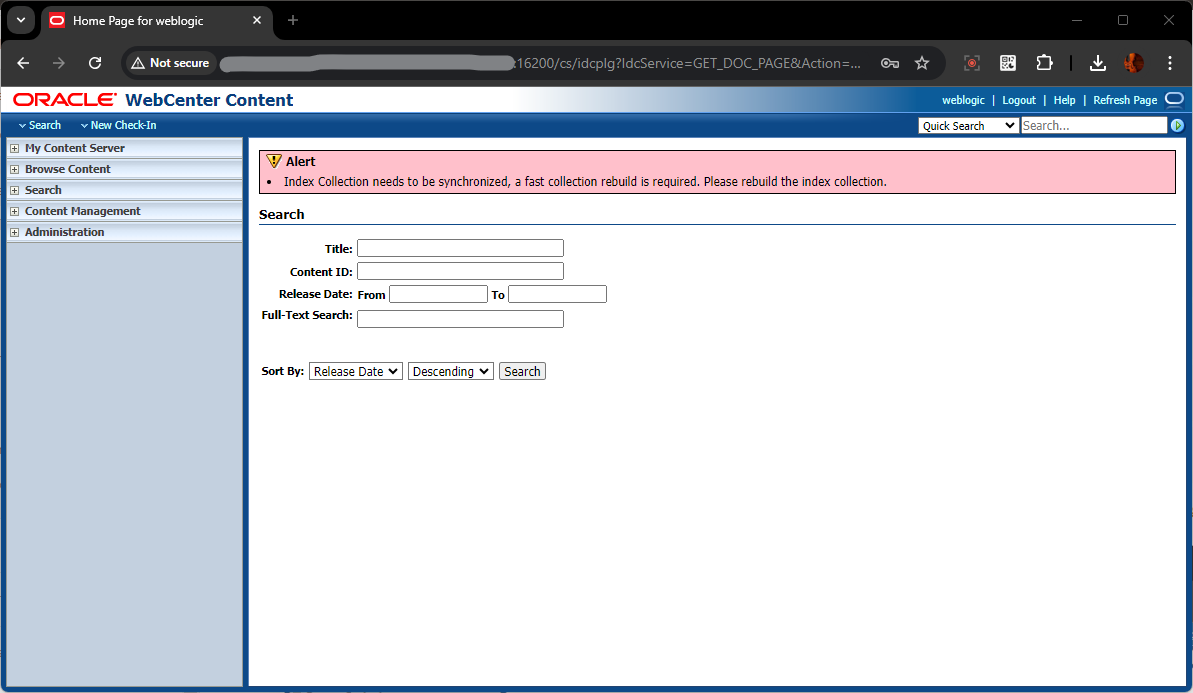 Home Page for weblogic
Not secure :16200/cs/idcplg?IdcService=GET_DOC_PAGE&Action=...
ORACLE WebCenter Content weblogic | Logout | Help | Refresh Page
Search New Check-In Quick Search Search...
My Content Server
Browse Content
Search
Content Management
Administration
Alert
• Index Collection needs to be synchronized, a fast collection rebuild is required. Please rebuild the index collection.
Search
Title:
Content ID:
Release Date: From To
Full-Text Search:
Sort By: Release Date Descending Search